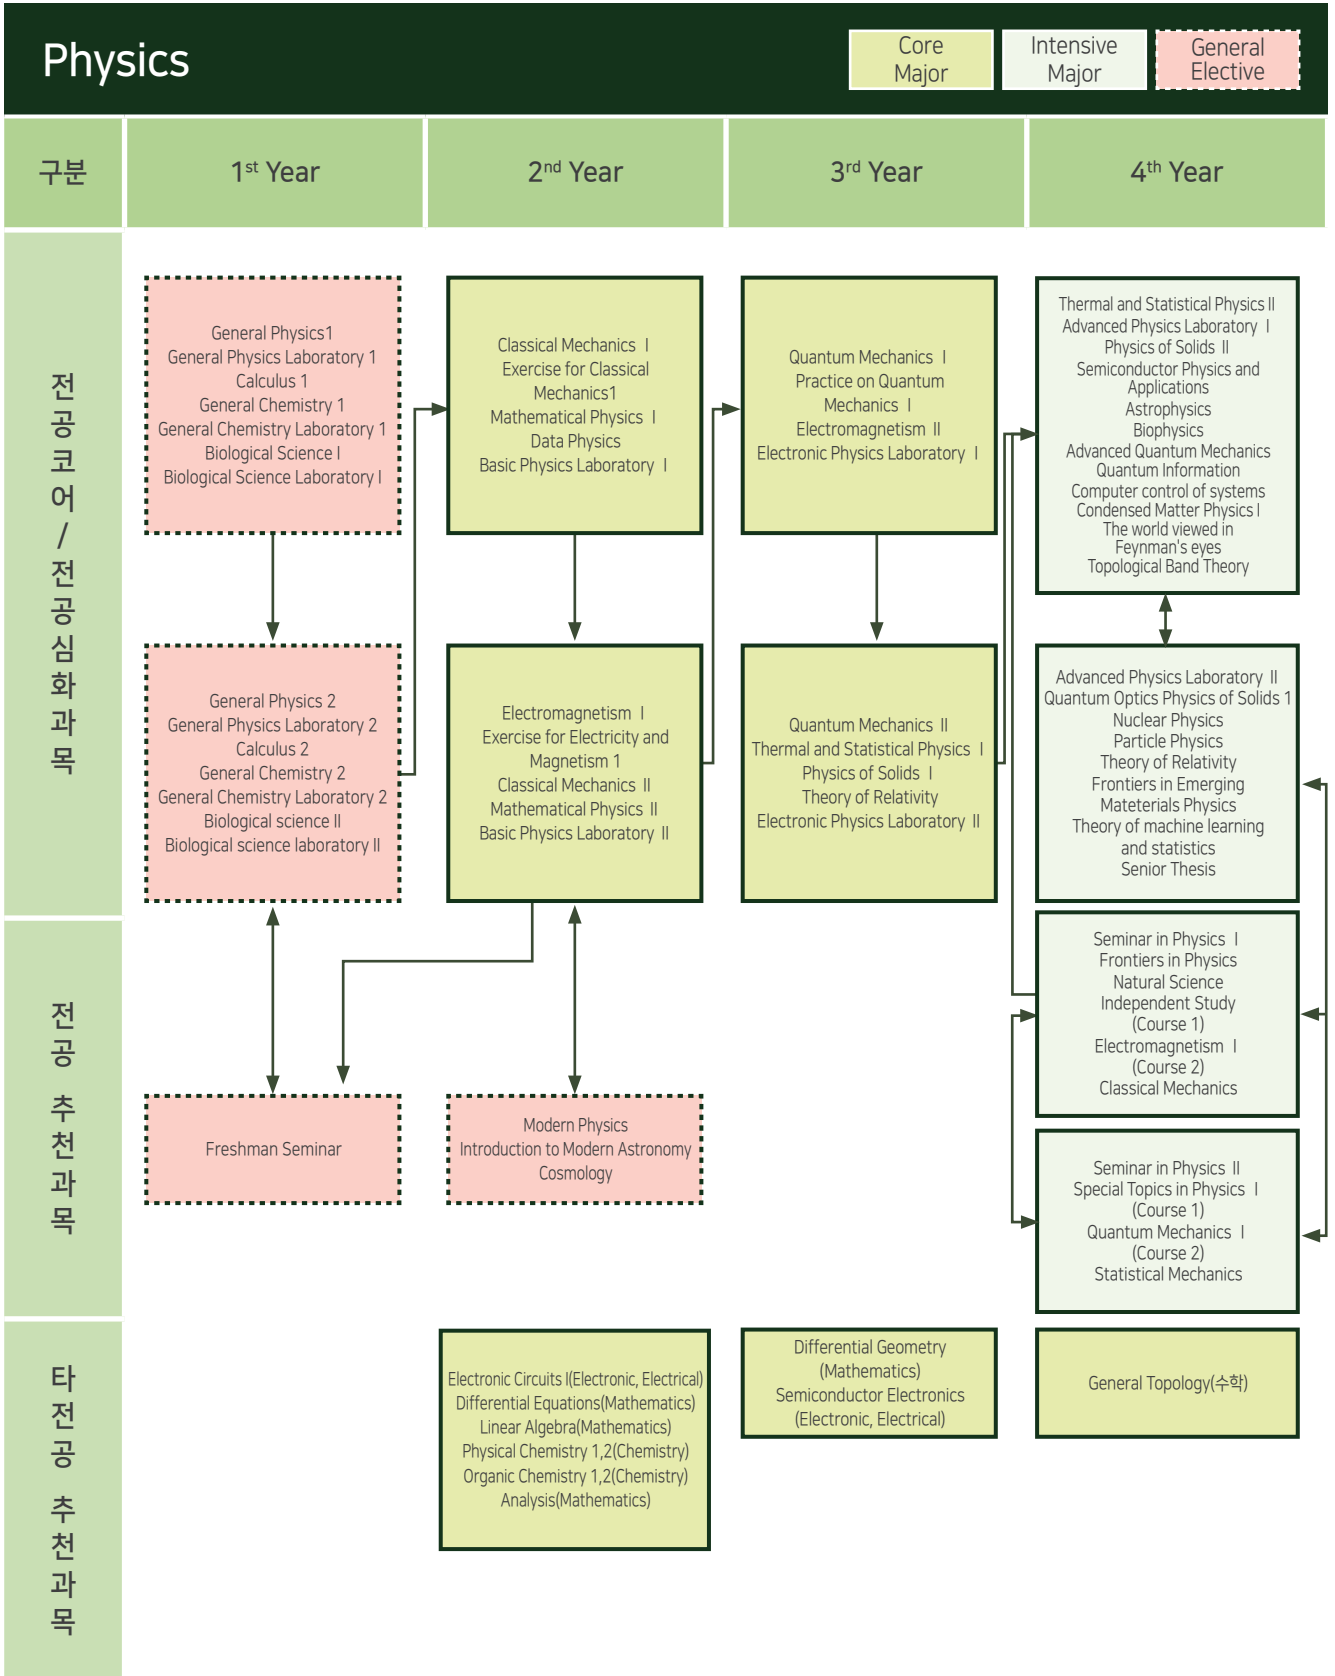 Physics
Core
Major
Intensive
Major
General
Elective
구분
1st Year
2nd Year
3rd Year
4th Year
전공코어/전공심화과목
General Physics1
General Physics Laboratory 1
Calculus 1
General Chemistry 1
General Chemistry Laboratory 1
Biological Science I
Biological Science Laboratory I
Classical Mechanics I
Exercise for Classical
Mechanics1
Mathematical Physics I
Data Physics
Basic Physics Laboratory I
Quantum Mechanics I
Practice on Quantum
Mechanics I
Electromagnetism II
Electronic Physics Laboratory I
Thermal and Statistical Physics II
Advanced Physics Laboratory I
Physics of Solids II
Semiconductor Physics and
Applications
Astrophysics
Biophysics
Advanced Quantum Mechanics
Quantum Information
Computer control of systems
Condensed Matter Physics I
The world viewed in
Feynman's eyes
Topological Band Theory
General Physics 2
General Physics Laboratory 2
Calculus 2
General Chemistry 2
General Chemistry Laboratory 2
Biological science II
Biological science laboratory II
Electromagnetism I
Exercise for Electricity and
Magnetism 1
Classical Mechanics II
Mathematical Physics II
Basic Physics Laboratory II
Quantum Mechanics II
Thermal and Statistical Physics I
Physics of Solids I
Theory of Relativity
Electronic Physics Laboratory II
Advanced Physics Laboratory II
Quantum Optics Physics of Solids 1
Nuclear Physics
Particle Physics
Theory of Relativity
Frontiers in Emerging
Mateterials Physics
Theory of machine learning
and statistics
Senior Thesis
전공 추천과목
Freshman Seminar
Modern Physics
Introduction to Modern Astronomy
Cosmology
Seminar in Physics I
Frontiers in Physics
Natural Science
Independent Study
(Course 1)
Electromagnetism I
(Course 2)
Classical Mechanics
Seminar in Physics II
Special Topics in Physics I
(Course 1)
Quantum Mechanics I
(Course 2)
Statistical Mechanics
타전공 추천과목
Electronic Circuits I(Electronic, Electrical)
Differential Equations(Mathematics)
Linear Algebra(Mathematics)
Physical Chemistry 1,2(Chemistry)
Organic Chemistry 1,2(Chemistry)
Analysis(Mathematics)
Differential Geometry
(Mathematics)
Semiconductor Electronics
(Electronic, Electrical)
General Topology(수학)